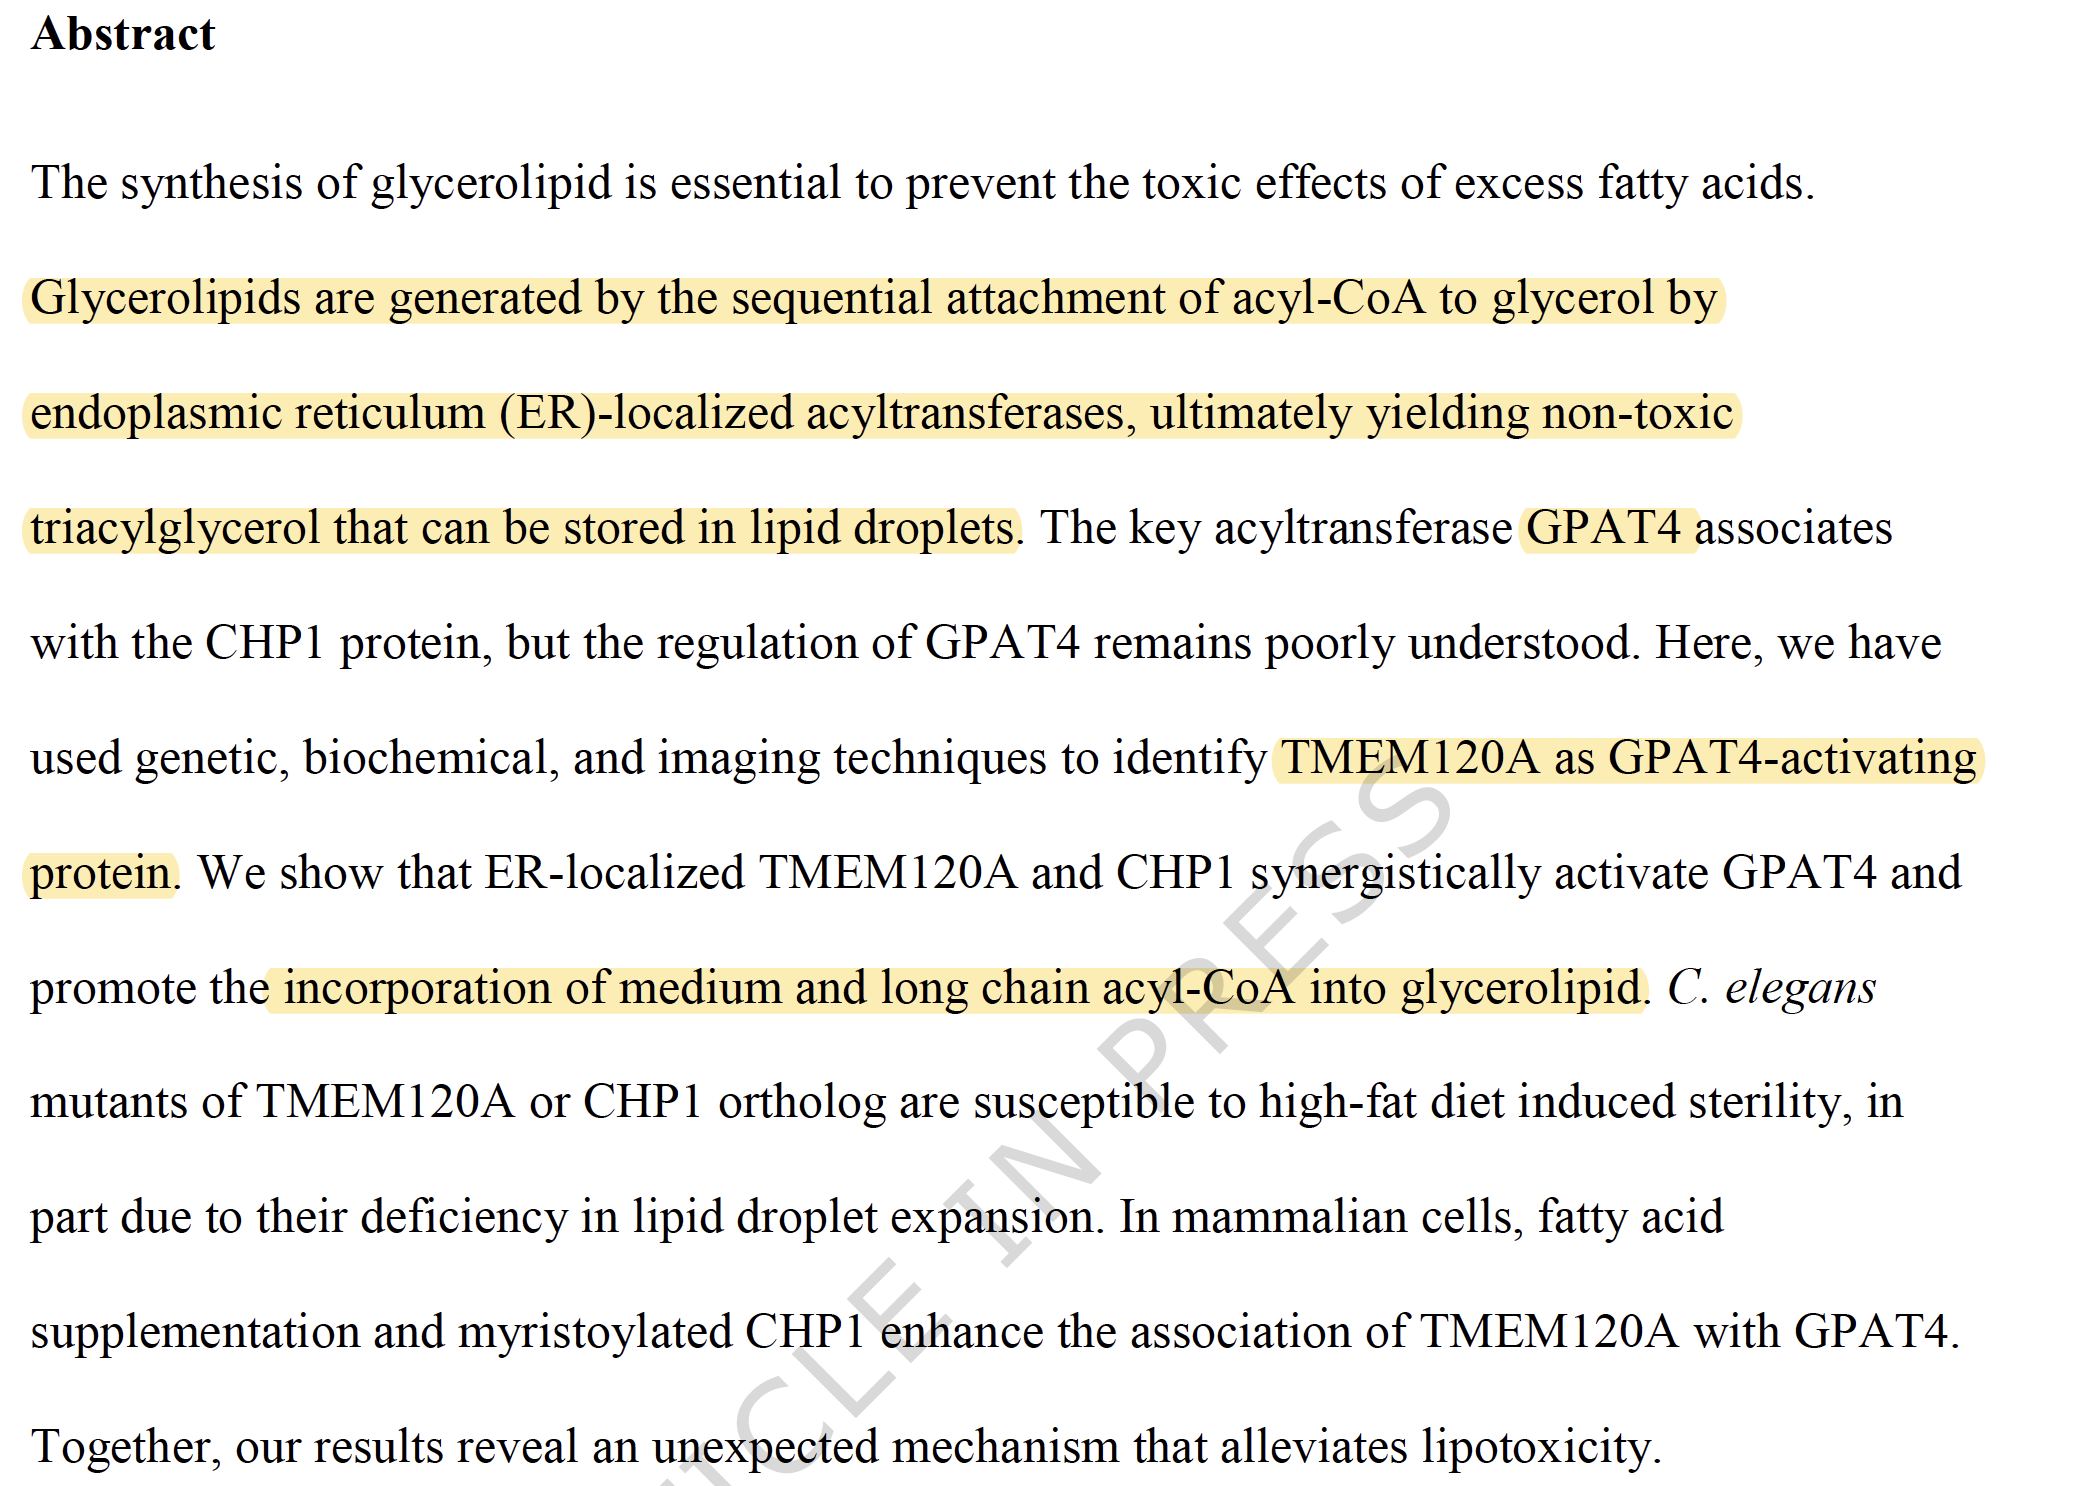 Abstract
The synthesis of glycerolipid is essential to prevent the toxic effects of excess fatty acids.
Glycerolipids are generated by the sequential attachment of acyl-CoA to glycerol by
endoplasmic reticulum (ER)-localized acyltransferases, ultimately yielding non-toxic
triacylglycerol that can be stored in lipid droplets. The key acyltransferase GPAT4 associates
with the CHP1 protein, but the regulation of GPAT4 remains poorly understood. Here, we have
used genetic, biochemical, and imaging techniques to identify TMEM120A as GPAT4-activating
protein. We show that ER-localized TMEM120A and CHP1 synergistically activate GPAT4 and
promote the incorporation of medium and long chain acyl-CoA into glycerolipid. C. elegans
mutants of TMEM120A or CHP1 ortholog are susceptible to high-fat diet induced sterility, in
part due to their deficiency in lipid droplet expansion. In mammalian cells, fatty acid
supplementation and myristoylated CHP1 enhance the association of TMEM120A with GPAT4.
Together, our results reveal an unexpected mechanism that alleviates lipotoxicity.
ICLE IN PRESS